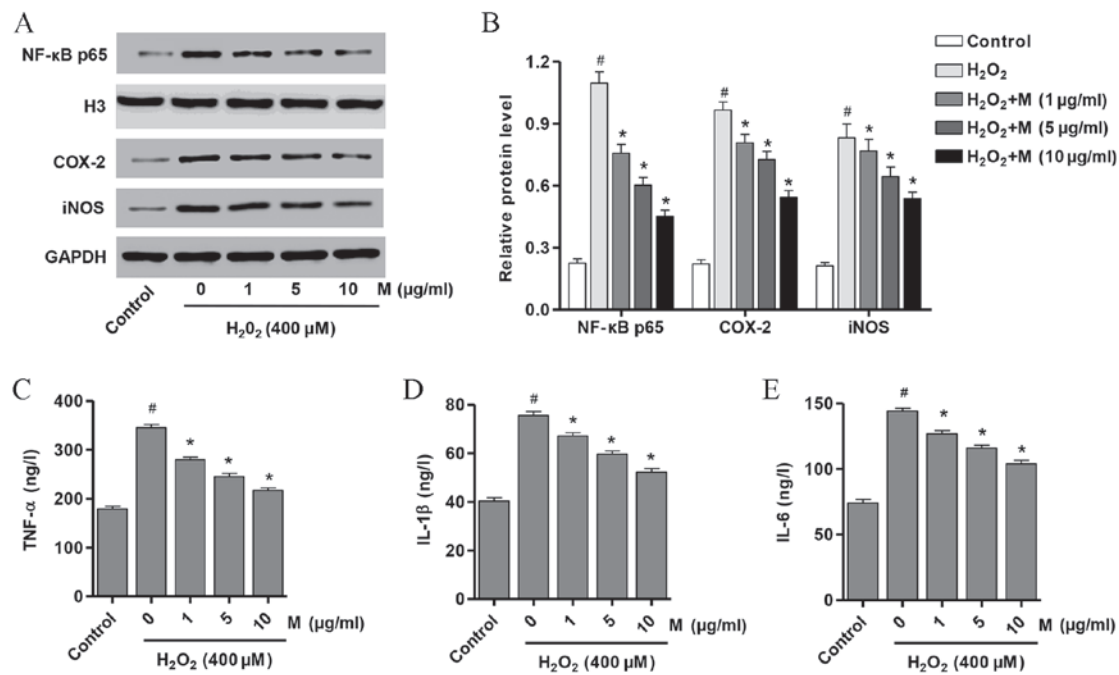 A
NF-κB p65
H3
COX-2
iNOS
GAPDH
Control 0 1 5 10 M (μg/ml)
H₂0₂ (400 μM)
B
Relative protein level
1.2
0.9
0.6
0.3
0.0
# * * *
# * * *
# * * *
NF-κB p65 COX-2 iNOS
Control
H₂O₂
H₂O₂+M (1 μg/ml)
H₂O₂+M (5 μg/ml)
H₂O₂+M (10 μg/ml)
C
TNF-α (ng/l)
400
300
200
100
0
# * * *
Control 0 1 5 10 M (μg/ml)
H₂O₂ (400 μM)
D
IL-1β (ng/l)
80
60
40
20
0
# * * *
Control 0 1 5 10 M (μg/ml)
H₂O₂ (400 μM)
E
IL-6 (ng/l)
150
100
50
0
# * * *
Control 0 1 5 10 M (μg/ml)
H₂O₂ (400 μM)